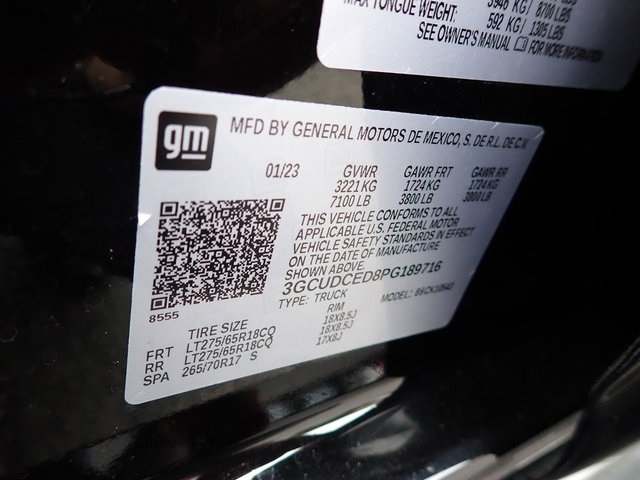 MAX TONGUE WEIGHT: 592 KG / 1305 LBS
3946 KG / 8700 LBS
SEE OWNER'S MANUAL FOR MORE INFORMATION
gm
MFD BY GENERAL MOTORS DE MEXICO, S. DE R.L. DE C.V.
01/23 GVWR GAWR FRT GAWR RR
3221 KG 1724 KG 1724 KG
7100 LB 3800 LB 3800 LB
THIS VEHICLE CONFORMS TO ALL
APPLICABLE U.S. FEDERAL MOTOR
VEHICLE SAFETY STANDARDS IN EFFECT
ON THE DATE OF MANUFACTURE
SHOWN ABOVE.
3GCUDCED8PG189716
TYPE: TRUCK MODEL:
8555
TIRE SIZE RIM
FRT LT275/65R18CQ 18X8.5J
RR LT275/65R18CQ 18X8.5J
SPA 265/70R17 S 17X8J